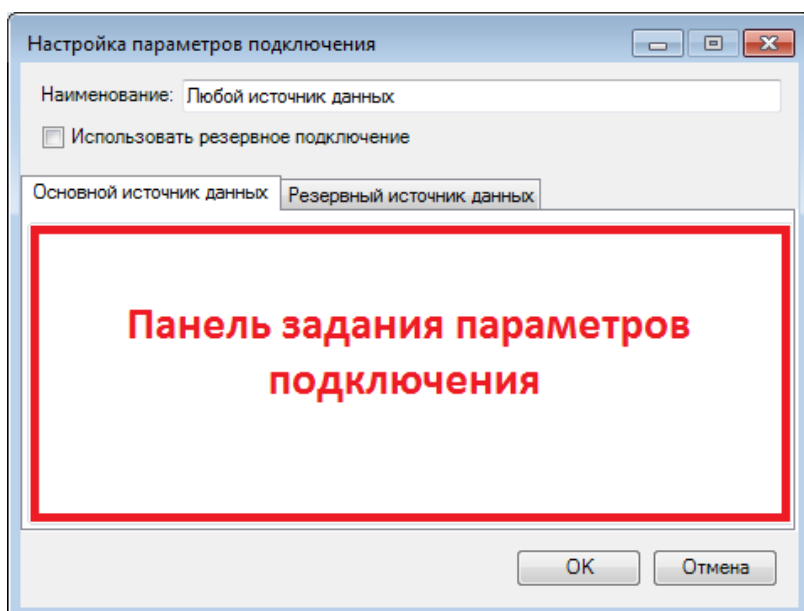 Настройка параметров подключения
Наименование: Любой источник данных
Использовать резервное подключение
Основной источник данных Резервный источник данных
Панель задания параметров
подключения
OK Отмена